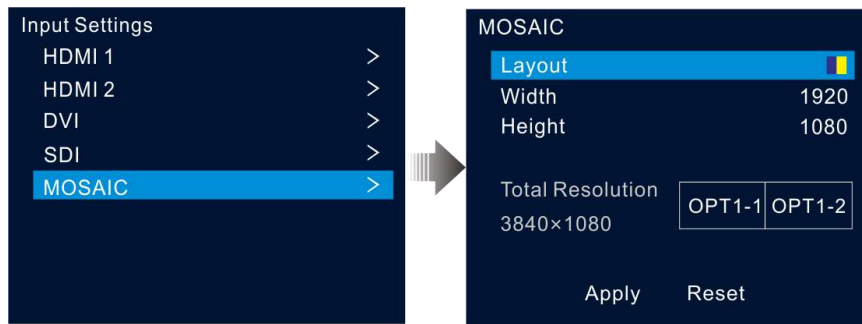 Input Settings
HDMI 1 >
HDMI 2 >
DVI >
SDI >
MOSAIC >
MOSAIC
Layout
Width 1920
Height 1080
Total Resolution
3840×1080
OPT1-1 OPT1-2
Apply Reset